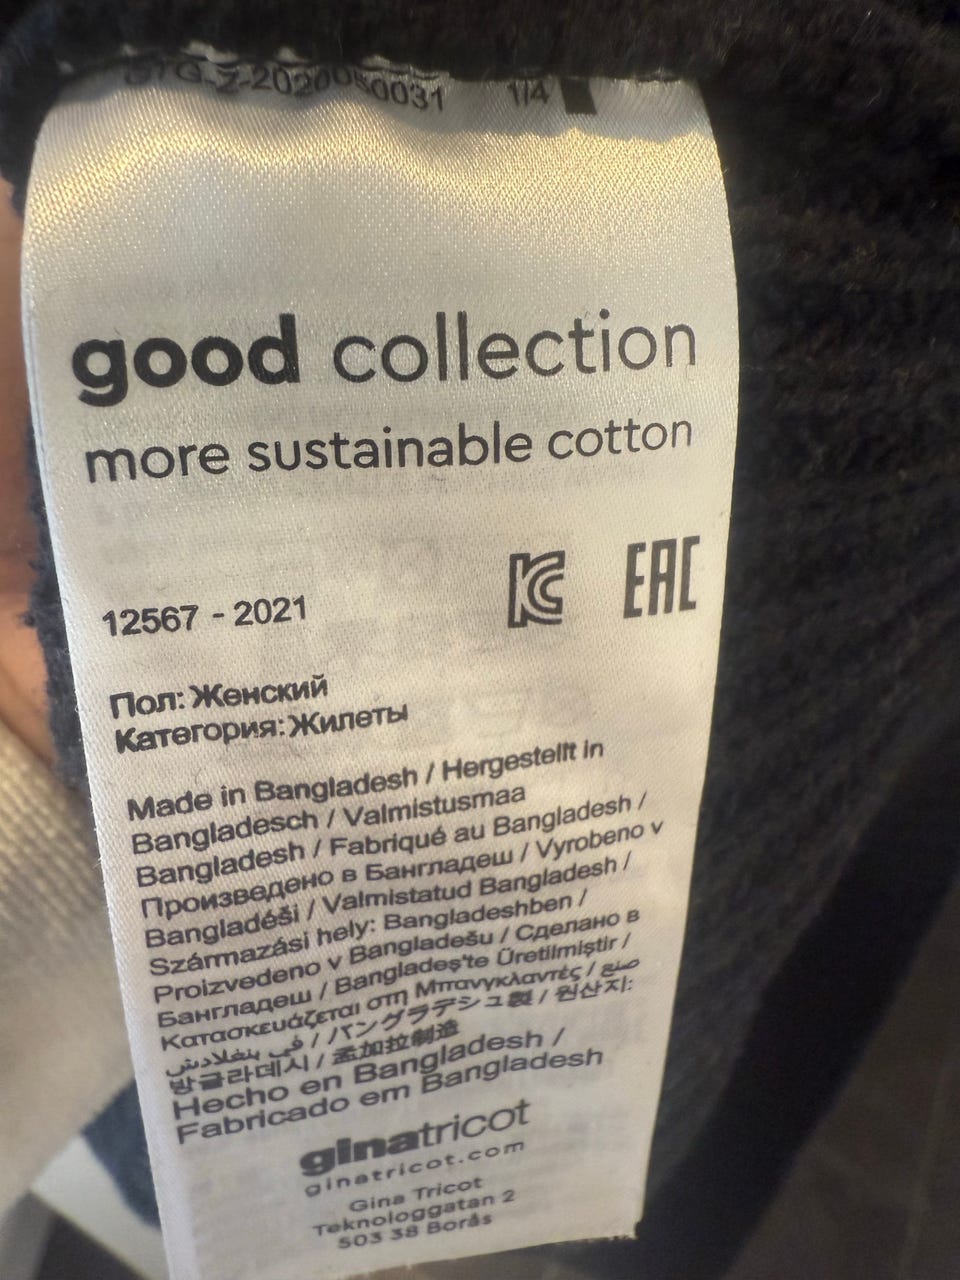 1/4
good collection
more sustainable cotton
12567 - 2021
EAC
Пол: Женский
Категория: Жилеты
Made in Bangladesh / Hergestellt in
Bangladesch / Valmistusmaa
Bangladesh / Fabriqué au Bangladesh /
Произведено в Бангладеш / Vyrobeno v
Bangladéši / Valmistatud Bangladesh /
Származási hely: Bangladeshben /
Proizvedeno v Bangladešu / Сделано в
Бангладеш / Bangladeş'te Üretilmiştir /
Κατασκευάζεται στη Μπανγκλαντές / صنع
في بنغلادش / / バングラデシュ製 / 원산지:
방글라데시 / 孟加拉制造
Hecho en Bangladesh /
Fabricado em Bangladesh
ginatricot
ginatricot.com
Gina Tricot
Teknologgatan 2
503 38 Borås